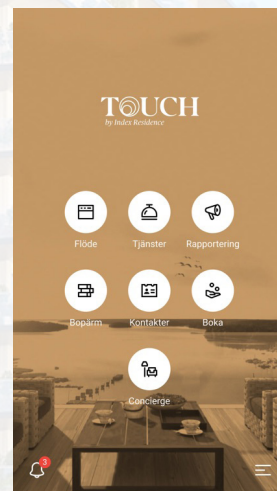 TOUCH
by Index Residence
Flöde
Tjänster
Rapportering
Bopärm
Kontakter
Boka
Concierge
3